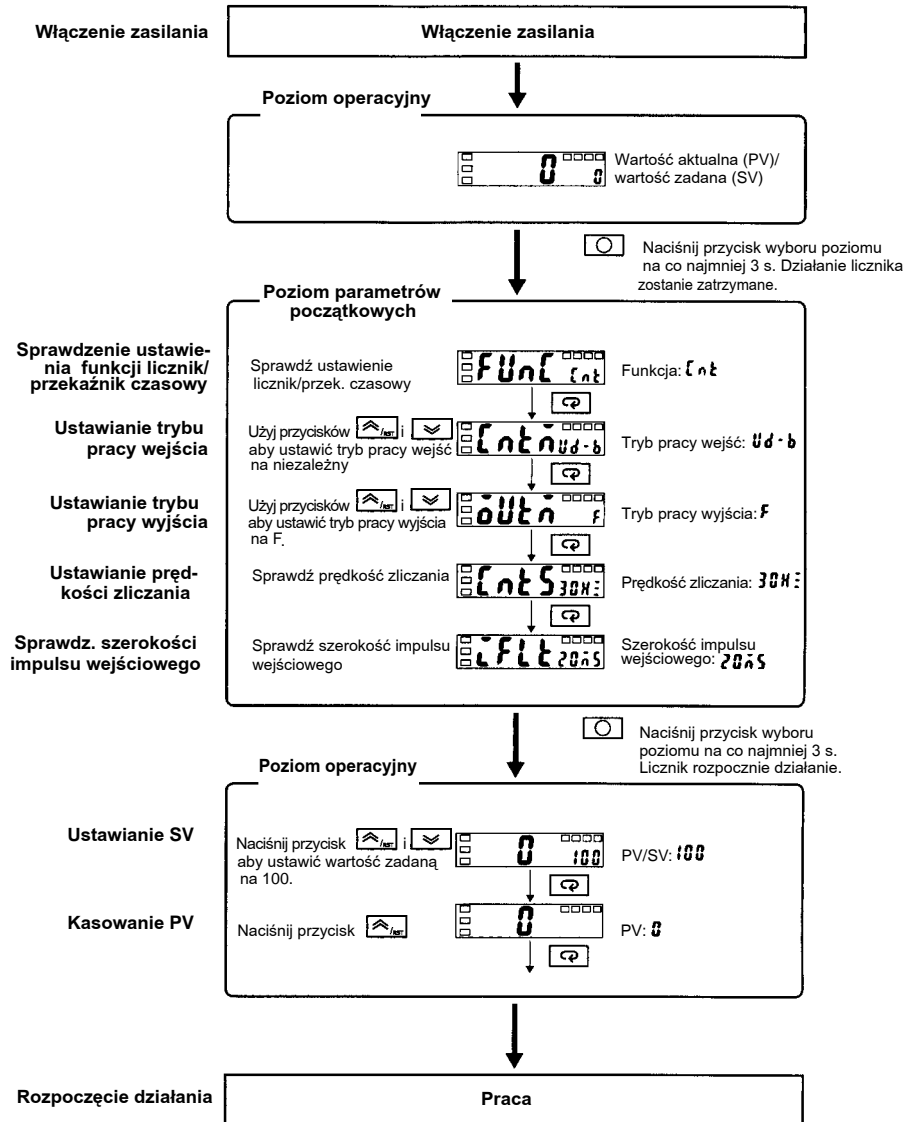 Włączenie zasilania
Włączenie zasilania
Poziom operacyjny
0
0
Wartość aktualna (PV)/
wartość zadana (SV)
Naciśnij przycisk wyboru poziomu
na co najmniej 3 s. Działanie licznika
zostanie zatrzymane.
Poziom parametrów
początkowych
Sprawdzenie ustawie-
nia funkcji licznik/
przekaźnik czasowy
Sprawdź ustawienie
licznik/przek. czasowy
FUnC Cnt
Funkcja: Cnt
Ustawianie trybu
pracy wejścia
Użyj przycisków /RST i
aby ustawić tryb pracy wejść
na niezależny
Cntm Ud-b
Tryb pracy wejść: Ud-b
Ustawianie trybu
pracy wyjścia
Użyj przycisków /RST i
aby ustawić tryb pracy wyjścia
na F.
oUtm F
Tryb pracy wyjścia: F
Ustawianie pręd-
kości zliczania
Sprawdź prędkość zliczania
CntS 30Hz
Prędkość zliczania: 30Hz
Sprawdz. szerokości
impulsu wejściowego
Sprawdź szerokość impulsu
wejściowego
iFLt 20mS
Szerokość impulsu
wejściowego: 20mS
Naciśnij przycisk wyboru
poziomu na co najmniej 3 s.
Licznik rozpocznie działanie.
Poziom operacyjny
Ustawianie SV
Naciśnij przycisk /RST i
aby ustawić wartość zadaną
na 100.
0
100
PV/SV: 100
Kasowanie PV
Naciśnij przycisk /RST
0
PV: 0
Rozpoczęcie działania
Praca